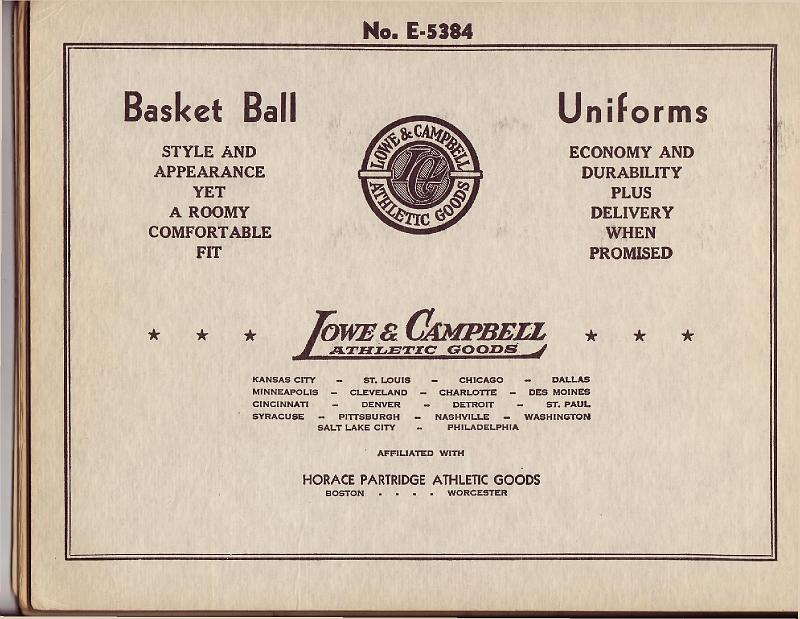 No. E-5384
Basket Ball
STYLE AND
APPEARANCE
YET
A ROOMY
COMFORTABLE
FIT
LOWE & CAMPBELL
LC
ATHLETIC GOODS
Uniforms
ECONOMY AND
DURABILITY
PLUS
DELIVERY
WHEN
PROMISED
LOWE & CAMPBELL
ATHLETIC GOODS
KANSAS CITY – ST. LOUIS – CHICAGO – DALLAS
MINNEAPOLIS – CLEVELAND – CHARLOTTE – DES MOINES
CINCINNATI – DENVER – DETROIT – ST. PAUL
SYRACUSE – PITTSBURGH – NASHVILLE – WASHINGTON
SALT LAKE CITY – PHILADELPHIA
AFFILIATED WITH
HORACE PARTRIDGE ATHLETIC GOODS
BOSTON . . . . WORCESTER